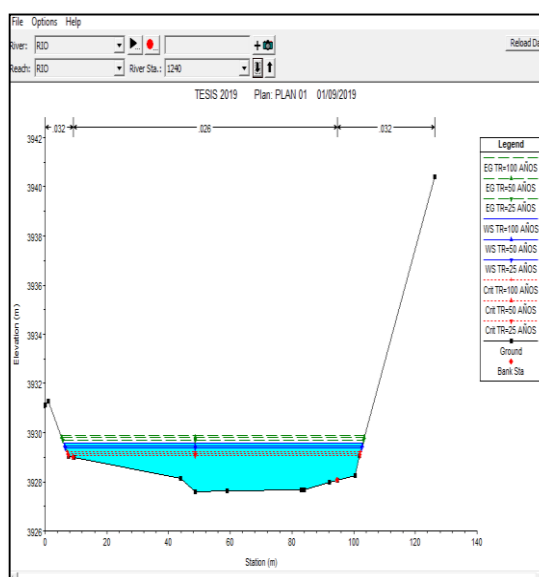 File Options Help
River: RIO
Reload Da
Reach: RIO River Sta.: 1240
TESIS 2019 Plan: PLAN 01 01/09/2019
.032 .026 .032
Legend
EG TR=100 AÑOS
EG TR=50 AÑOS
EG TR=25 AÑOS
WS TR=100 AÑOS
WS TR=50 AÑOS
WS TR=25 AÑOS
Crit TR=100 AÑOS
Crit TR=50 AÑOS
Crit TR=25 AÑOS
Ground
Bank Sta
Elevation (m)
3942
3940
3938
3936
3934
3932
3930
3928
3926
0 20 40 60 80 100 120 140
Station (m)